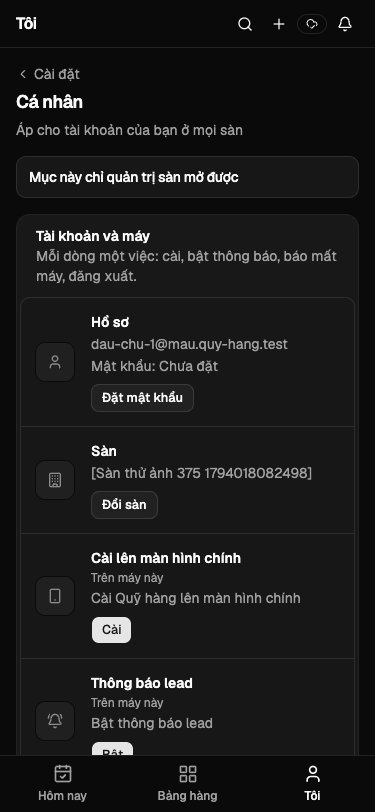 Tôi
Cài đặt
Cá nhân
Áp cho tài khoản của bạn ở mọi sàn
Mục này chỉ quản trị sàn mở được
Tài khoản và máy
Mỗi dòng một việc: cài, bật thông báo, báo mất
máy, đăng xuất.
Hồ sơ
dau-chu-1@mau.quy-hang.test
Mật khẩu: Chưa đặt
Đặt mật khẩu
Sàn
[Sàn thử ảnh 375 1794018082498]
Đổi sàn
Cài lên màn hình chính
Trên máy này
Cài Quỹ hàng lên màn hình chính
Cài
Thông báo lead
Trên máy này
Bật thông báo lead
Bật
Hôm nay
Bảng hàng
Tôi